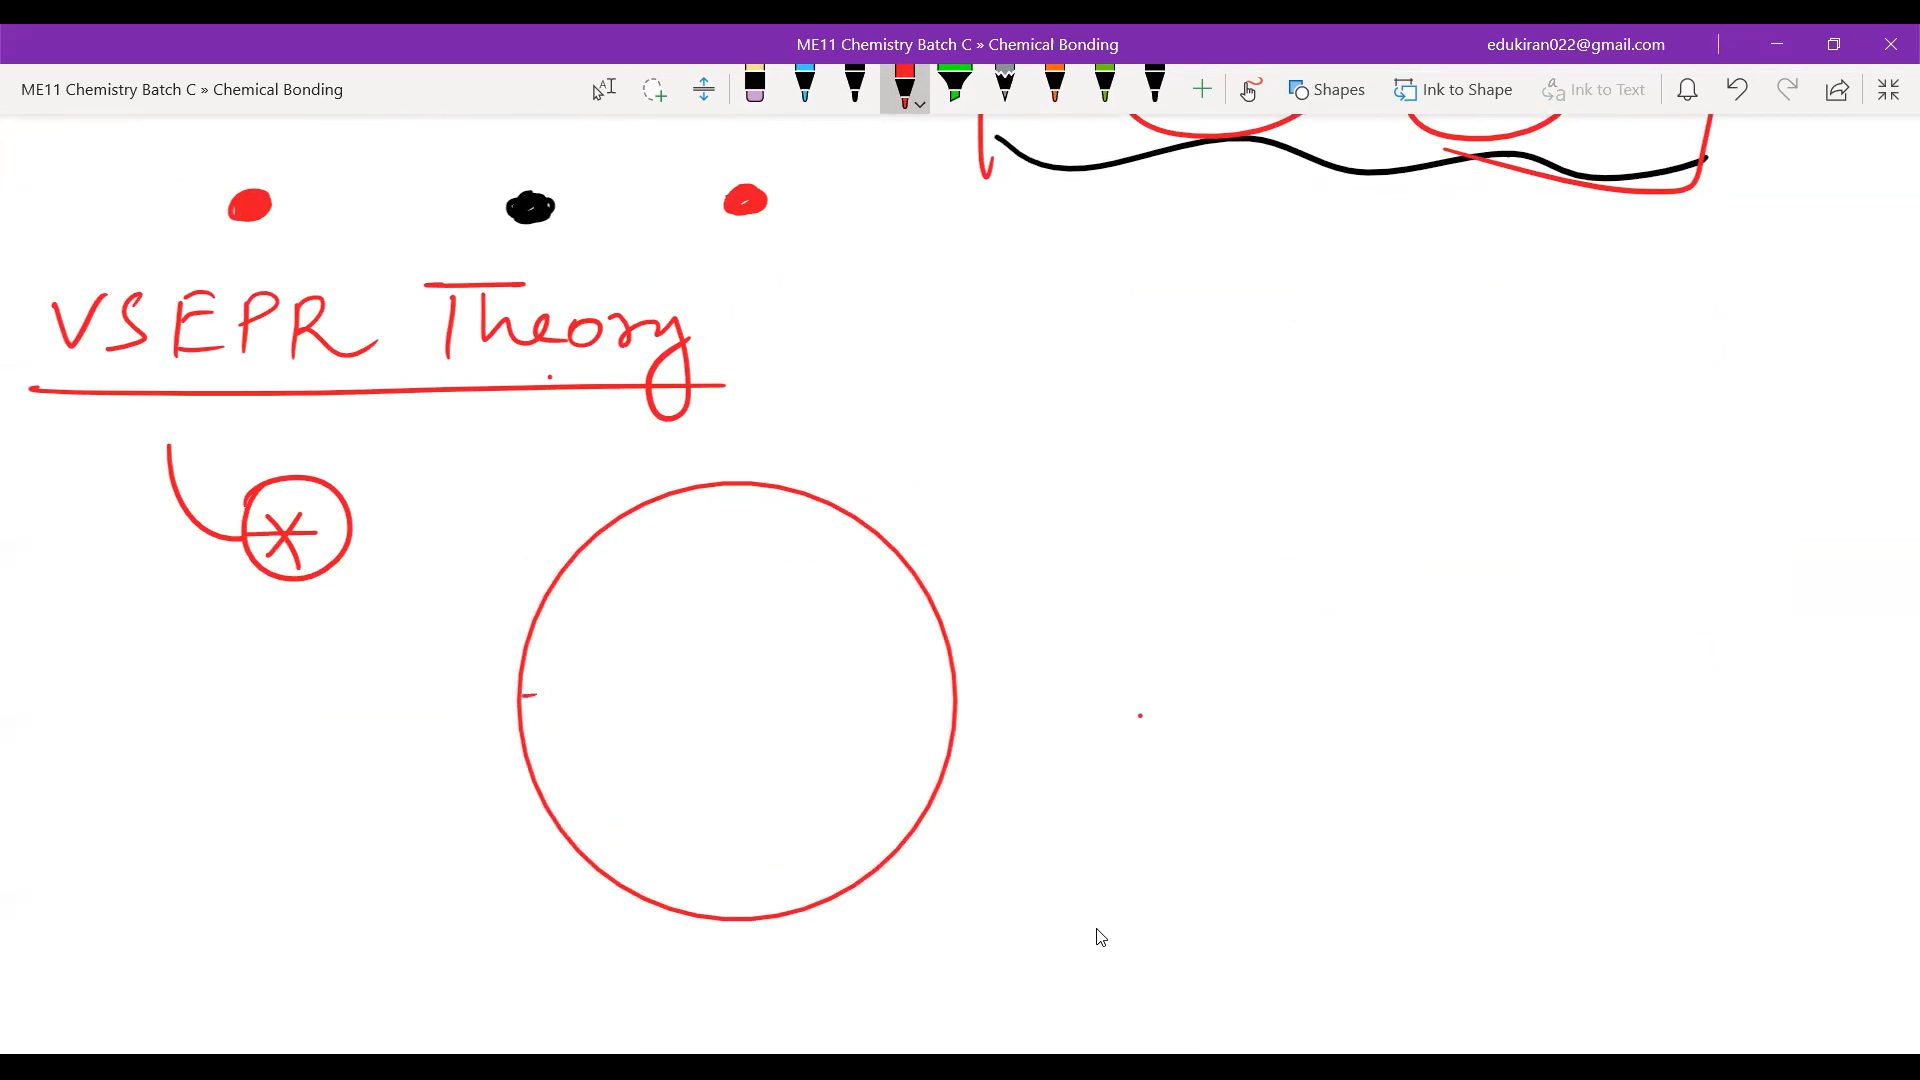 ME11 Chemistry Batch C » Chemical Bonding
edukiran022@gmail.com
ME11 Chemistry Batch C » Chemical Bonding
Shapes
Ink to Shape
Ink to Text
VSEPR Theory